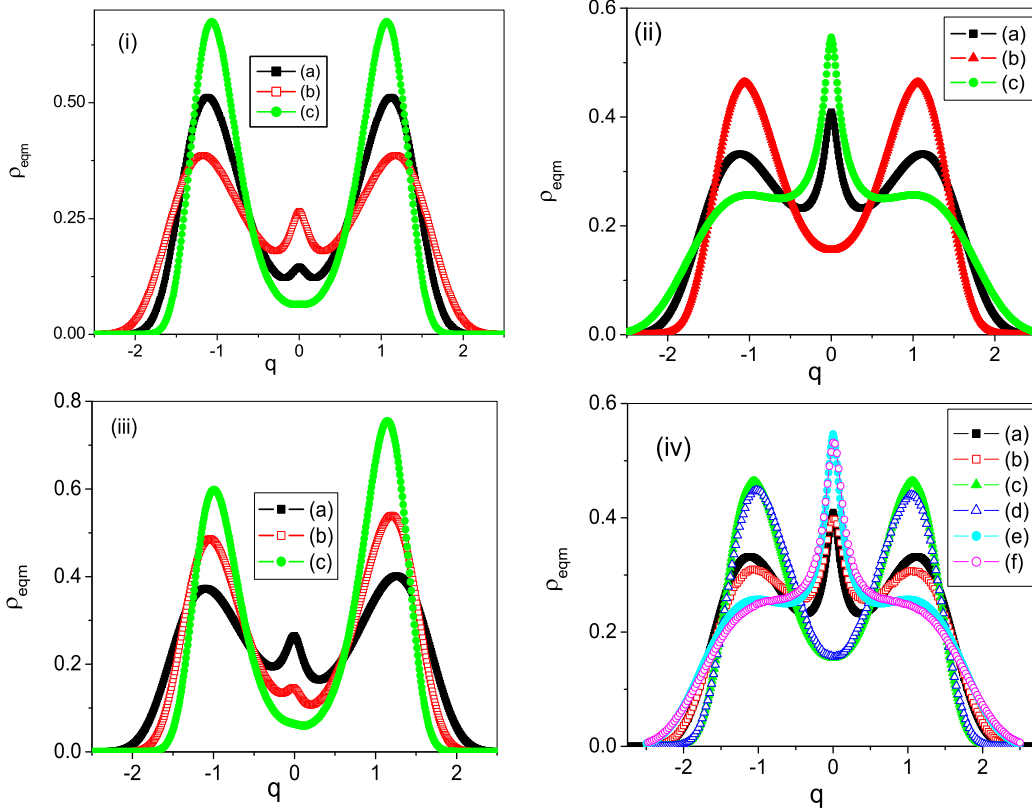 (i)
(a)
(b)
(c)
0.50
0.25
0.00
ρeqm
-2 -1 0 1 2
q
(ii)
(a)
(b)
(c)
0.6
0.4
0.2
0.0
ρeqm
-2 -1 0 1 2
q
(iii)
(a)
(b)
(c)
0.8
0.6
0.4
0.2
0.0
ρeqm
-2 -1 0 1 2
q
(iv)
(a)
(b)
(c)
(d)
(e)
(f)
0.6
0.4
0.2
0.0
ρeqm
-2 -1 0 1 2
q